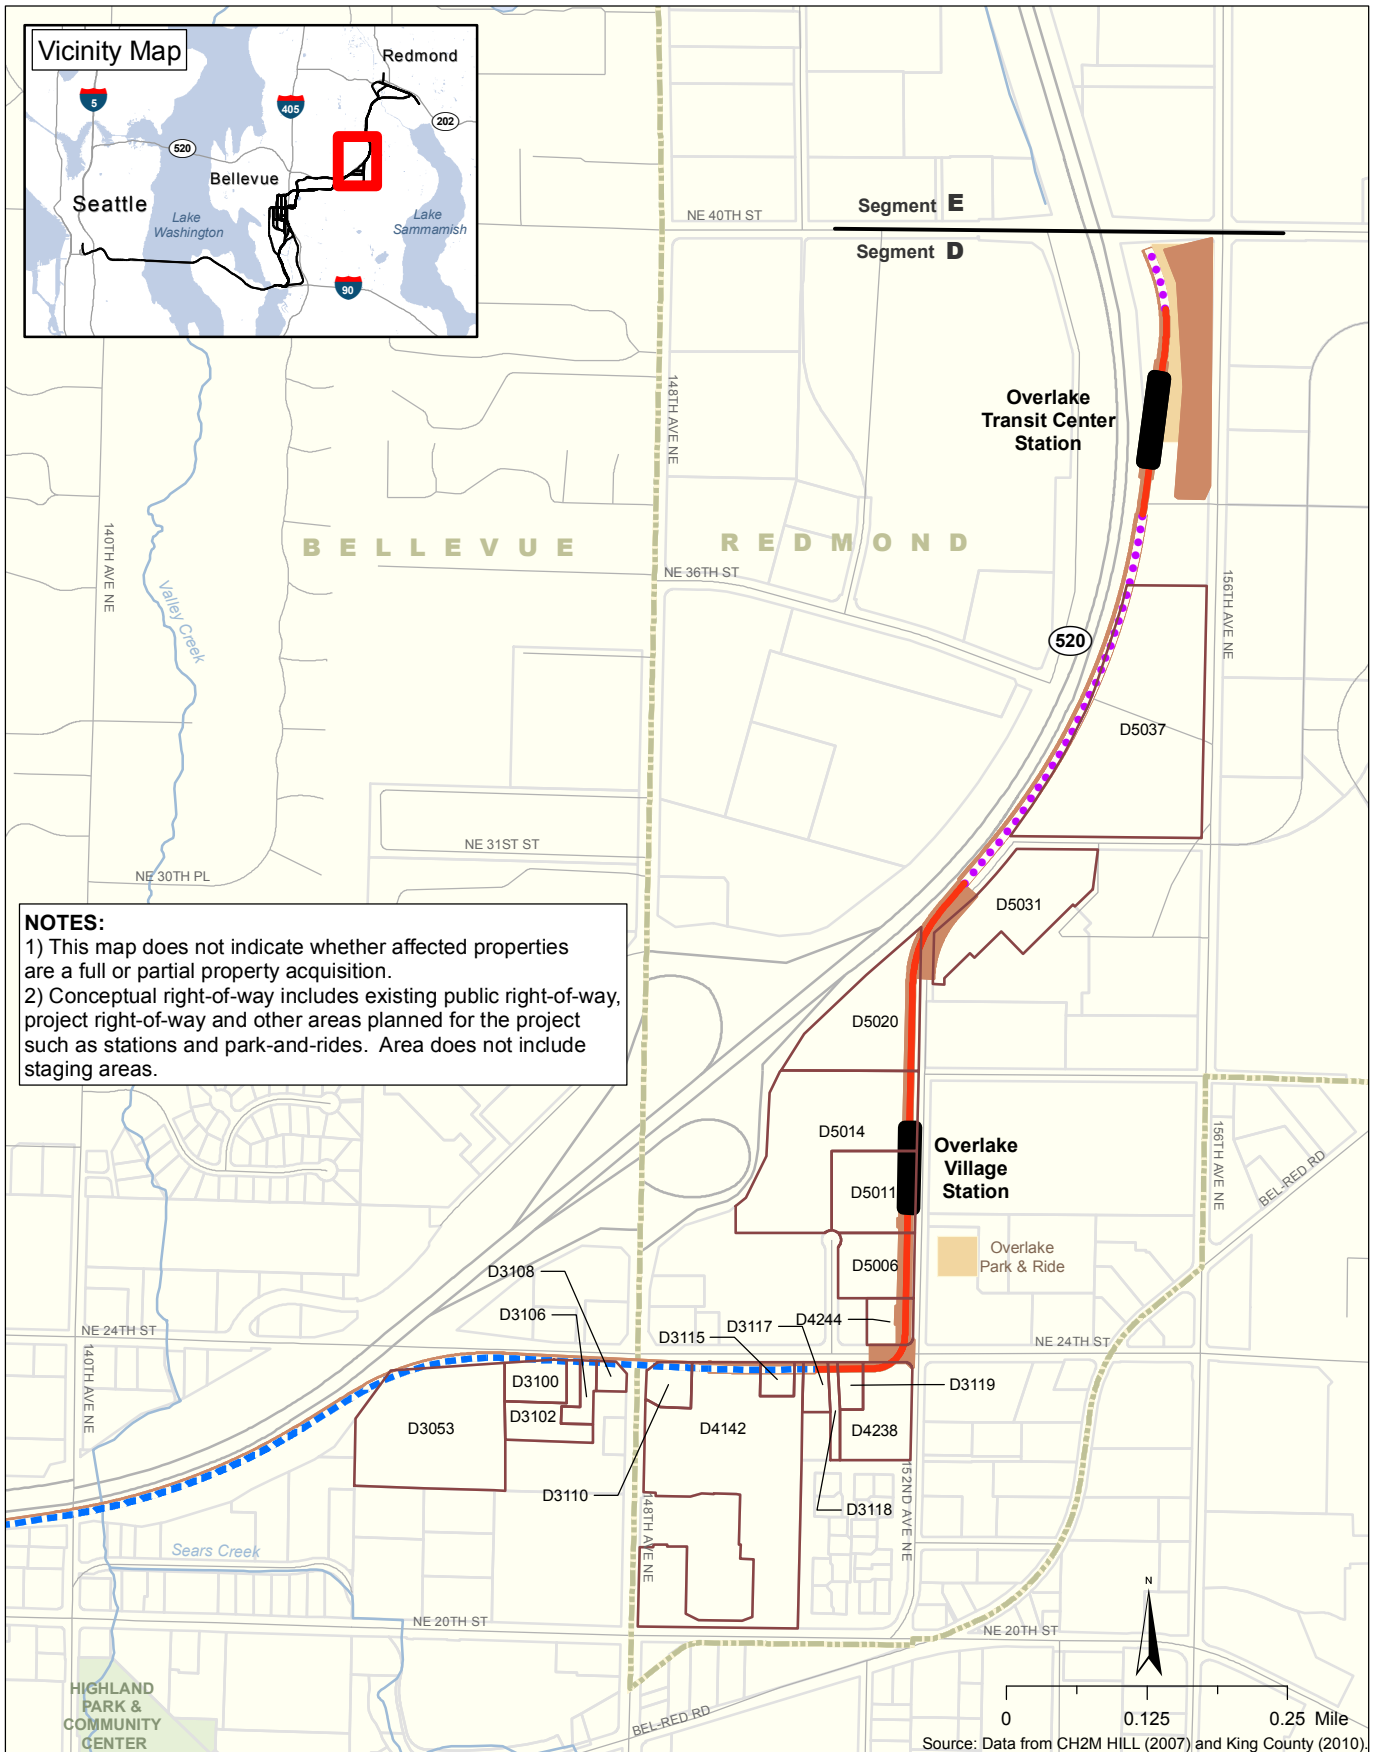 Vicinity Map
Redmond
5
405
202
520
Bellevue
Seattle
Lake
Washington
Lake
Sammamish
90
NE 40TH ST
Segment E
Segment D
148TH AVE NE
Overlake
Transit Center
Station
140TH AVE NE
BELLEVUE
REDMOND
NE 36TH ST
Valley Creek
156TH AVE NE
520
D5037
NE 31ST ST
NE 30TH PL
D5031
NOTES:
1) This map does not indicate whether affected properties
are a full or partial property acquisition.
2) Conceptual right-of-way includes existing public right-of-way,
project right-of-way and other areas planned for the project
such as stations and park-and-rides. Area does not include
staging areas.
D5020
D5014
Overlake
Village
Station
D5011
156TH AVE NE
BEL-RED RD
D5006
Overlake
Park & Ride
D3108
D3106
D3115
D3117
D4244
NE 24TH ST
NE 24TH ST
140TH AVE NE
D3100
D3102
D3053
D4142
D3119
D4238
D3110
D3118
148TH AVE NE
152ND AVE NE
Sears Creek
NE 20TH ST
NE 20TH ST
N
HIGHLAND
PARK &
COMMUNITY
CENTER
BEL-RED RD
0 0.125 0.25 Mile
Source: Data from CH2M HILL (2007) and King County (2010).